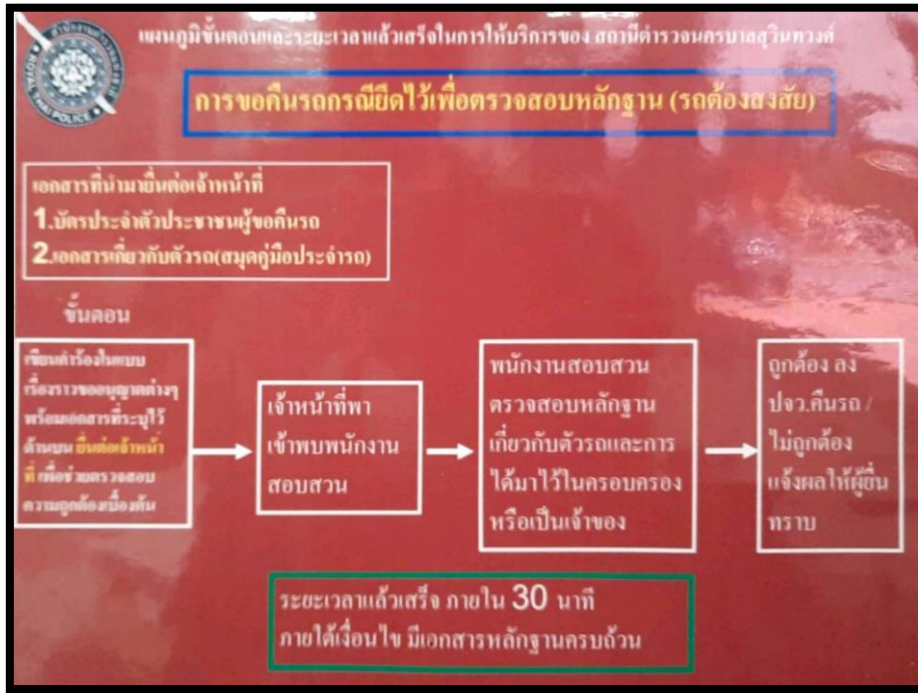 แผนภูมิขั้นตอนและระยะเวลาแล้วเสร็จในการให้บริการของ สถานีตำรวจนครบาลสุวินทวงศ์
การขอคืนรถกรณียึดไว้เพื่อตรวจสอบหลักฐาน (รถต้องสงสัย)
เอกสารที่นำมายื่นต่อเจ้าหน้าที่
1.บัตรประจำตัวประชาชนผู้ขอคืนรถ
2.เอกสารเกี่ยวกับตัวรถ(สมุดคู่มือประจำรถ)
ขั้นตอน
เขียนคำร้องในแบบ
เรื่องราวขออนุญาตต่างๆ
พร้อมเอกสารที่ระบุไว้
ด้านบน ยื่นต่อเจ้าหน้า
ที่ เพื่อช่วยตรวจสอบ
ความถูกต้องเบื้องต้น
เจ้าหน้าที่พา
เข้าพบพนักงาน
สอบสวน
พนักงานสอบสวน
ตรวจสอบหลักฐาน
เกี่ยวกับตัวรถและการ
ได้มาไว้ในครอบครอง
หรือเป็นเจ้าของ
ถูกต้อง ลง
ปจว.คืนรถ /
ไม่ถูกต้อง
แจ้งผลให้ผู้ยื่น
ทราบ
ระยะเวลาแล้วเสร็จ ภายใน 30 นาที
ภายใต้เงื่อนไข มีเอกสารหลักฐานครบถ้วน